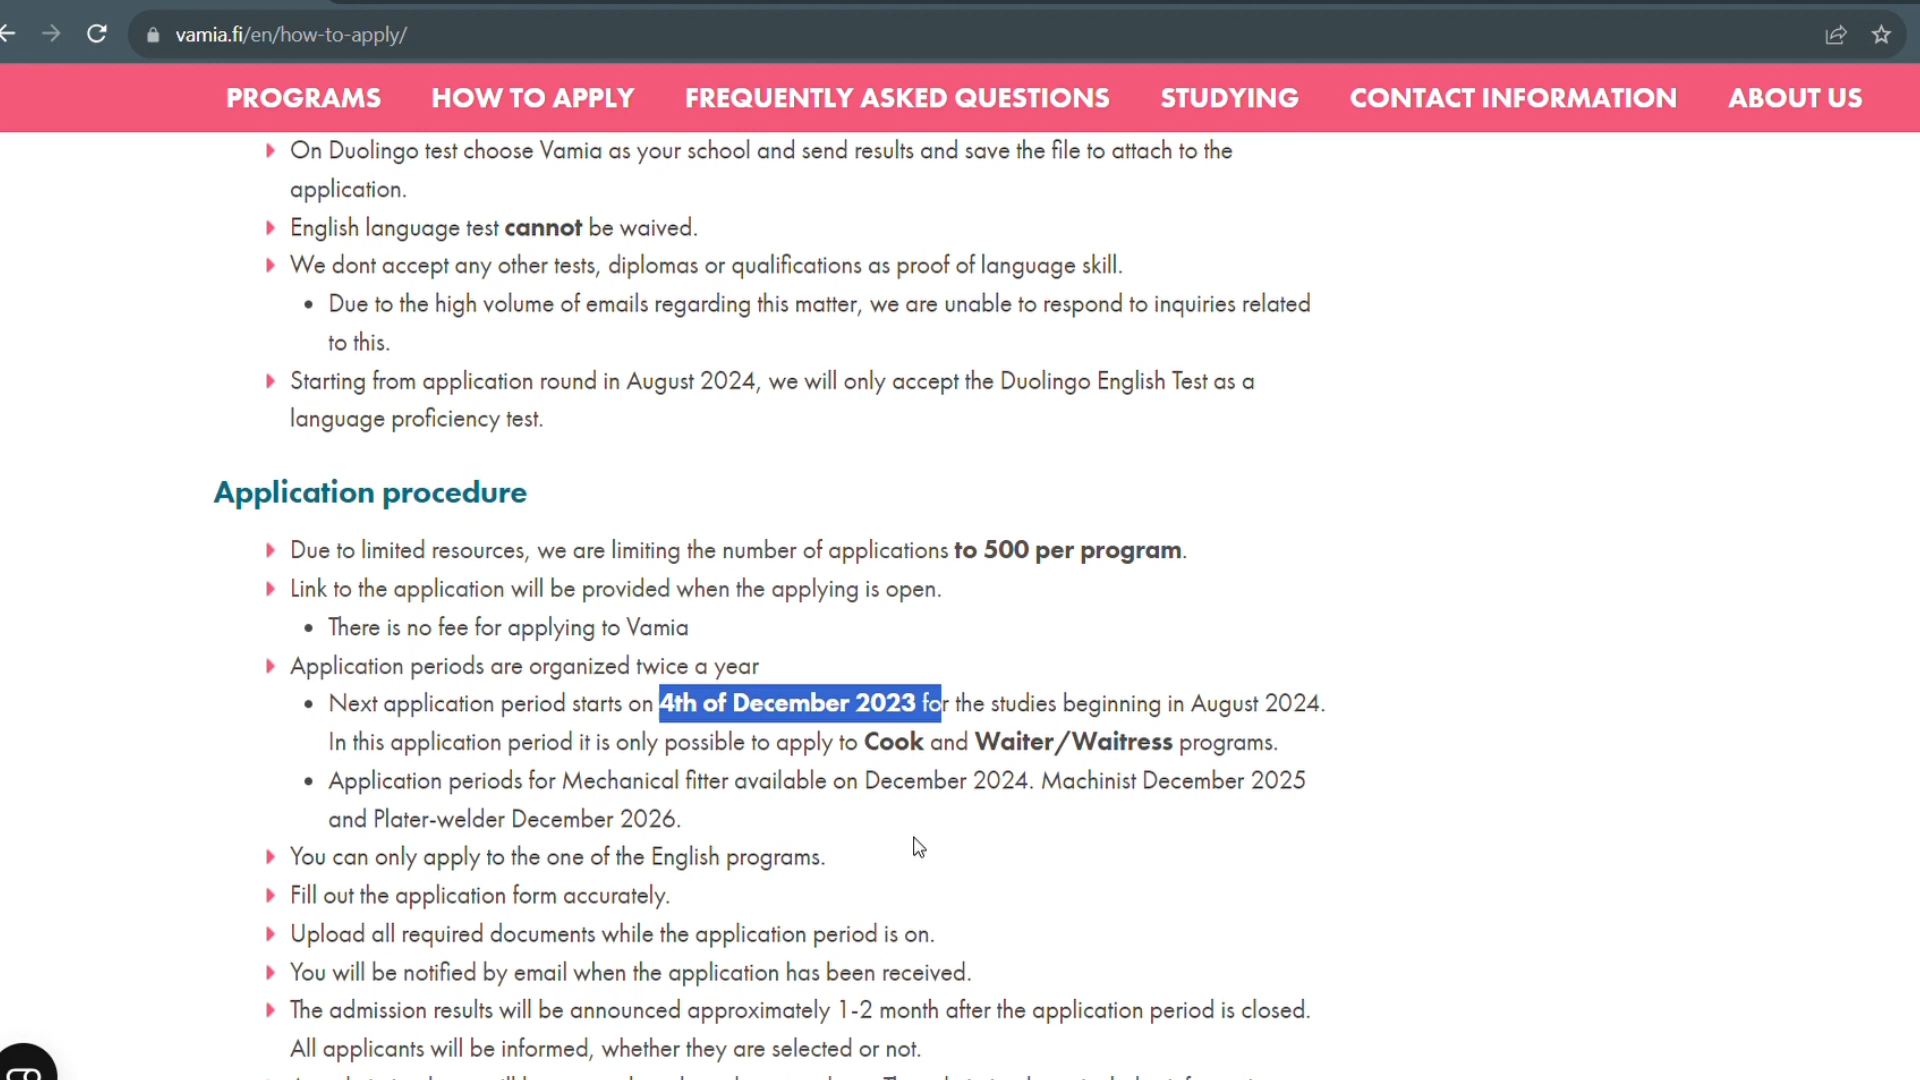 vamia.fi/en/how-to-apply/
PROGRAMS HOW TO APPLY FREQUENTLY ASKED QUESTIONS STUDYING CONTACT INFORMATION ABOUT US
On Duolingo test choose Vamia as your school and send results and save the file to attach to the
application.
English language test cannot be waived.
We dont accept any other tests, diplomas or qualifications as proof of language skill.
Due to the high volume of emails regarding this matter, we are unable to respond to inquiries related
to this.
Starting from application round in August 2024, we will only accept the Duolingo English Test as a
language proficiency test.
Application procedure
Due to limited resources, we are limiting the number of applications to 500 per program.
Link to the application will be provided when the applying is open.
There is no fee for applying to Vamia
Application periods are organized twice a year
Next application period starts on 4th of December 2023 for the studies beginning in August 2024.
In this application period it is only possible to apply to Cook and Waiter/Waitress programs.
Application periods for Mechanical fitter available on December 2024. Machinist December 2025
and Plater-welder December 2026.
You can only apply to the one of the English programs.
Fill out the application form accurately.
Upload all required documents while the application period is on.
You will be notified by email when the application has been received.
The admission results will be announced approximately 1-2 month after the application period is closed.
All applicants will be informed, whether they are selected or not.